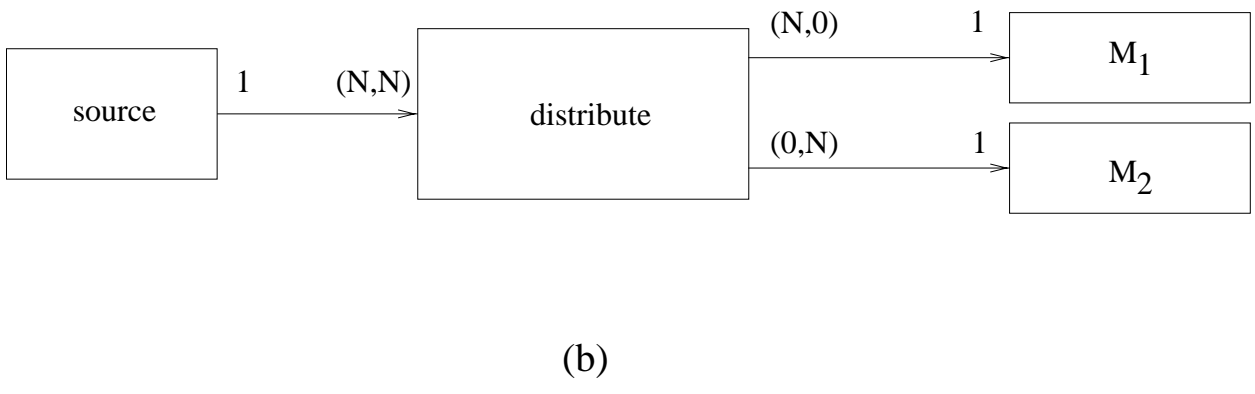 (N,0) 1 M1
source 1 (N,N) distribute
(0,N) 1 M2
(b)